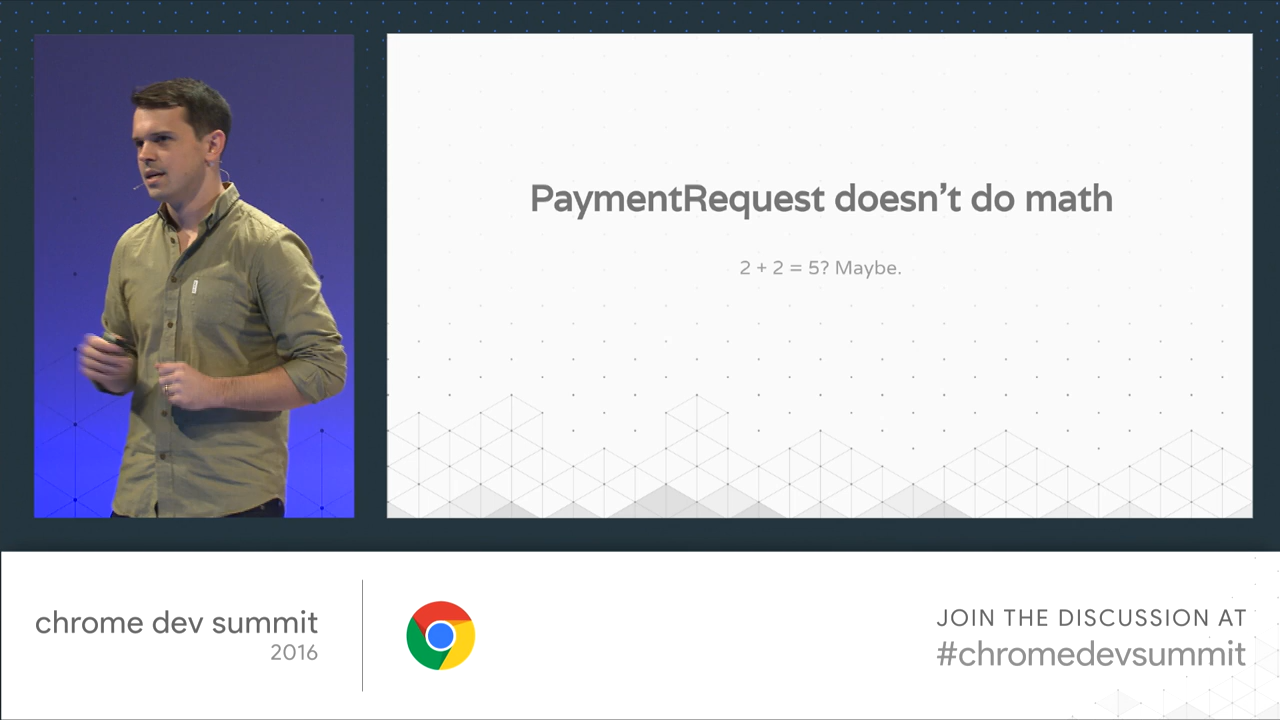 PaymentRequest doesn’t do math
2 + 2 = 5? Maybe.
chrome dev summit
2016
JOIN THE DISCUSSION AT
#chromedevsummit